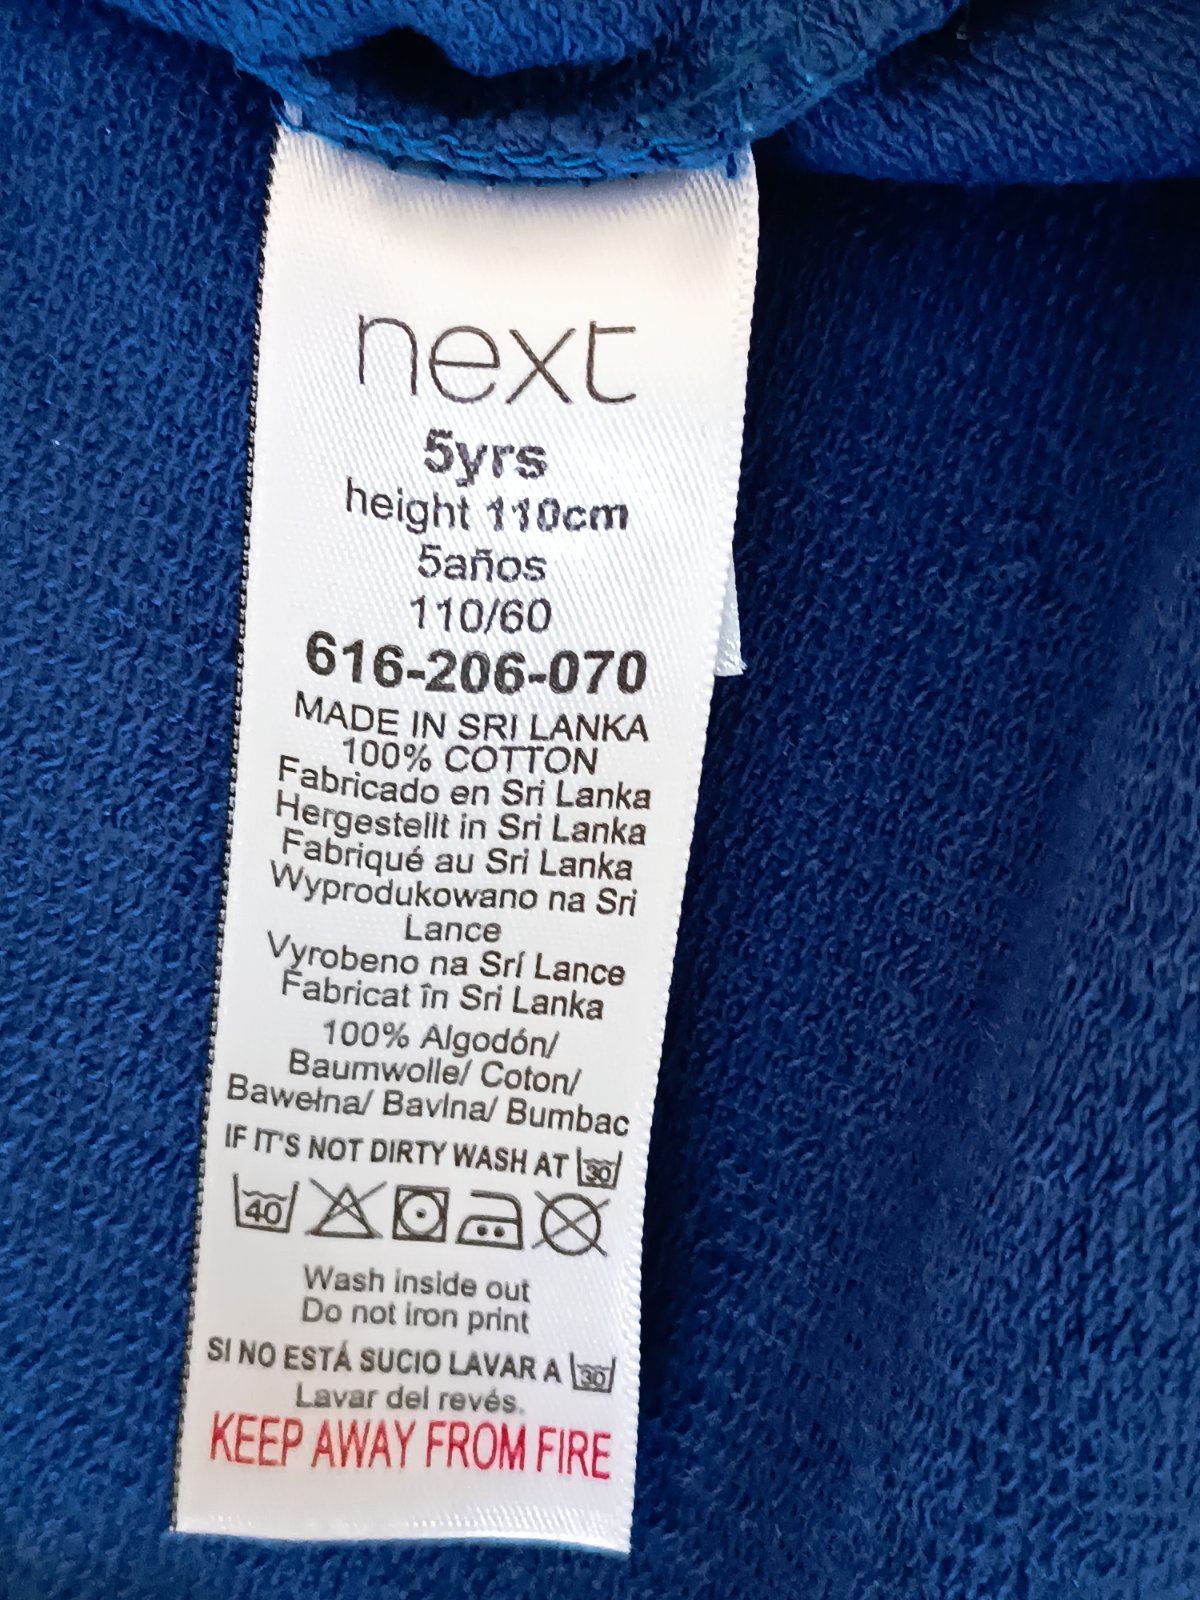 next
5yrs
height 110cm
5años
110/60
616-206-070
MADE IN SRI LANKA
100% COTTON
Fabricado en Sri Lanka
Hergestellt in Sri Lanka
Fabriqué au Sri Lanka
Wyprodukowano na Sri
Lance
Vyrobeno na Srí Lance
Fabricat în Sri Lanka
100% Algodón/
Baumwolle/ Coton/
Bawełna/ Bavlna/ Bumbac
IF IT'S NOT DIRTY WASH AT 30
40
Wash inside out
Do not iron print
SI NO ESTÁ SUCIO LAVAR A 30
Lavar del revés.
KEEP AWAY FROM FIRE